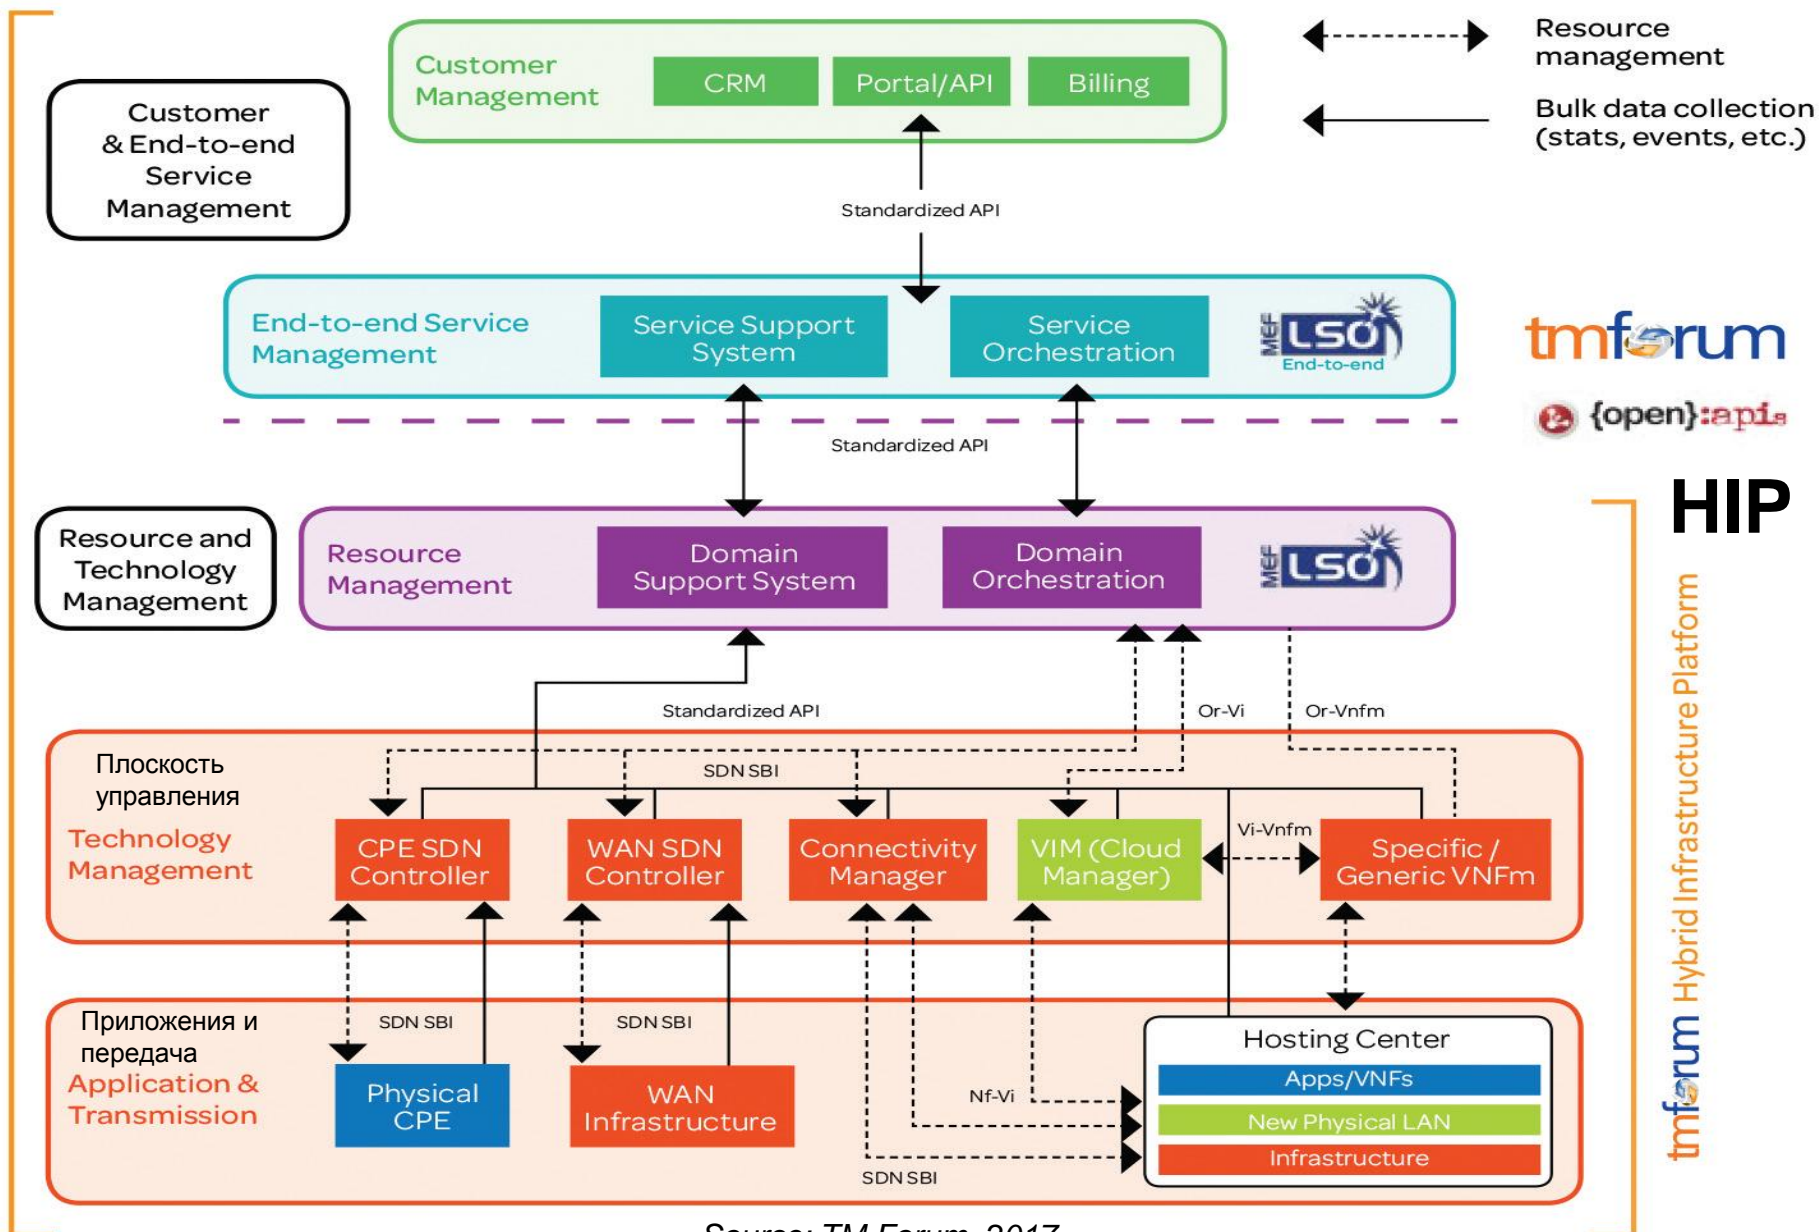 Customer
Management
CRM
Portal/API
Billing
Resource
management
Bulk data collection
(stats, events, etc.)
Customer
& End-to-end
Service
Management
Standardized API
End-to-end Service
Management
Service Support
System
Service
Orchestration
MEF
LSO
End-to-end
tmforum
{open}:apis
Standardized API
HIP
Resource and
Technology
Management
Resource
Management
Domain
Support System
Domain
Orchestration
MEF
LSO
tmforum Hybrid Infrastructure Platform
Standardized API
Or-Vi
Or-Vnfm
Плоскость
управления
Technology
Management
SDN SBI
CPE SDN
Controller
WAN SDN
Controller
Connectivity
Manager
VIM (Cloud
Manager)
Vi-Vnfm
Specific /
Generic VNFm
Приложения и
передача
Application &
Transmission
SDN SBI
SDN SBI
Physical
CPE
WAN
Infrastructure
Nf-Vi
SDN SBI
Hosting Center
Apps/VNFs
New Physical LAN
Infrastructure
Source: TM Forum, 2017